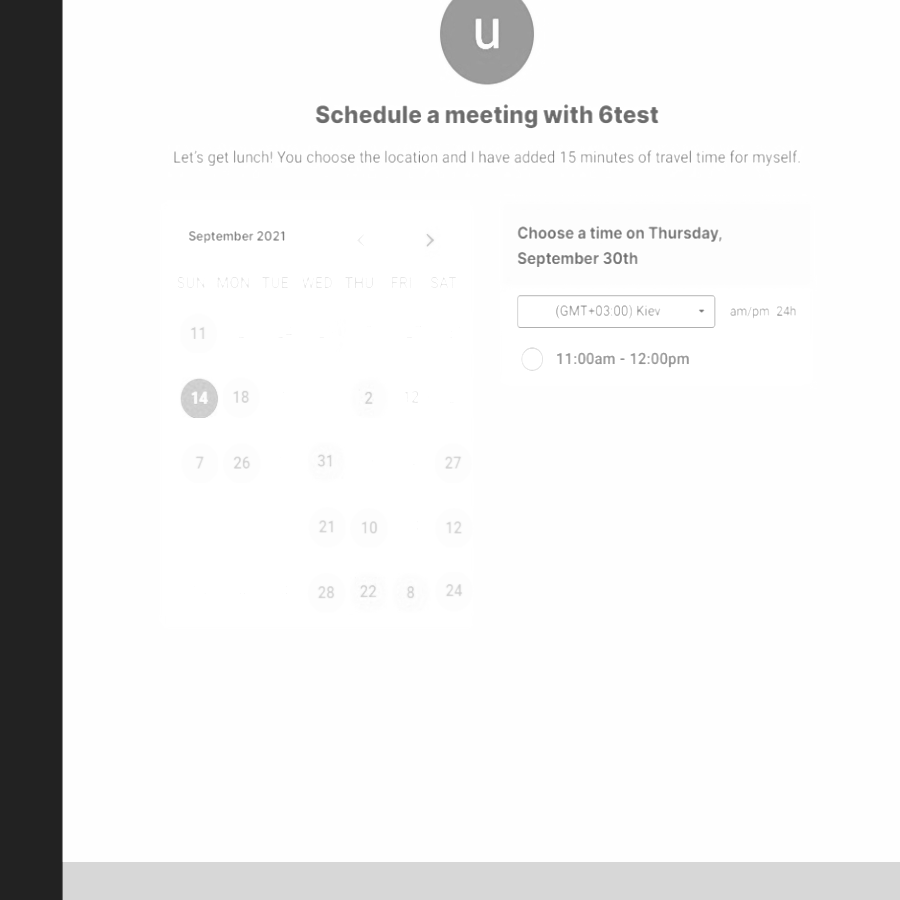 u
Schedule a meeting with 6test
Let's get lunch! You choose the location and I have added 15 minutes of travel time for myself.
September 2021
SUN MON TUE WED THU FRI SAT
11
14 18 2 12
7 26 31 27
21 10 12
28 22 8 24
Choose a time on Thursday,
September 30th
(GMT+03:00) Kiev am/pm 24h
11:00am - 12:00pm